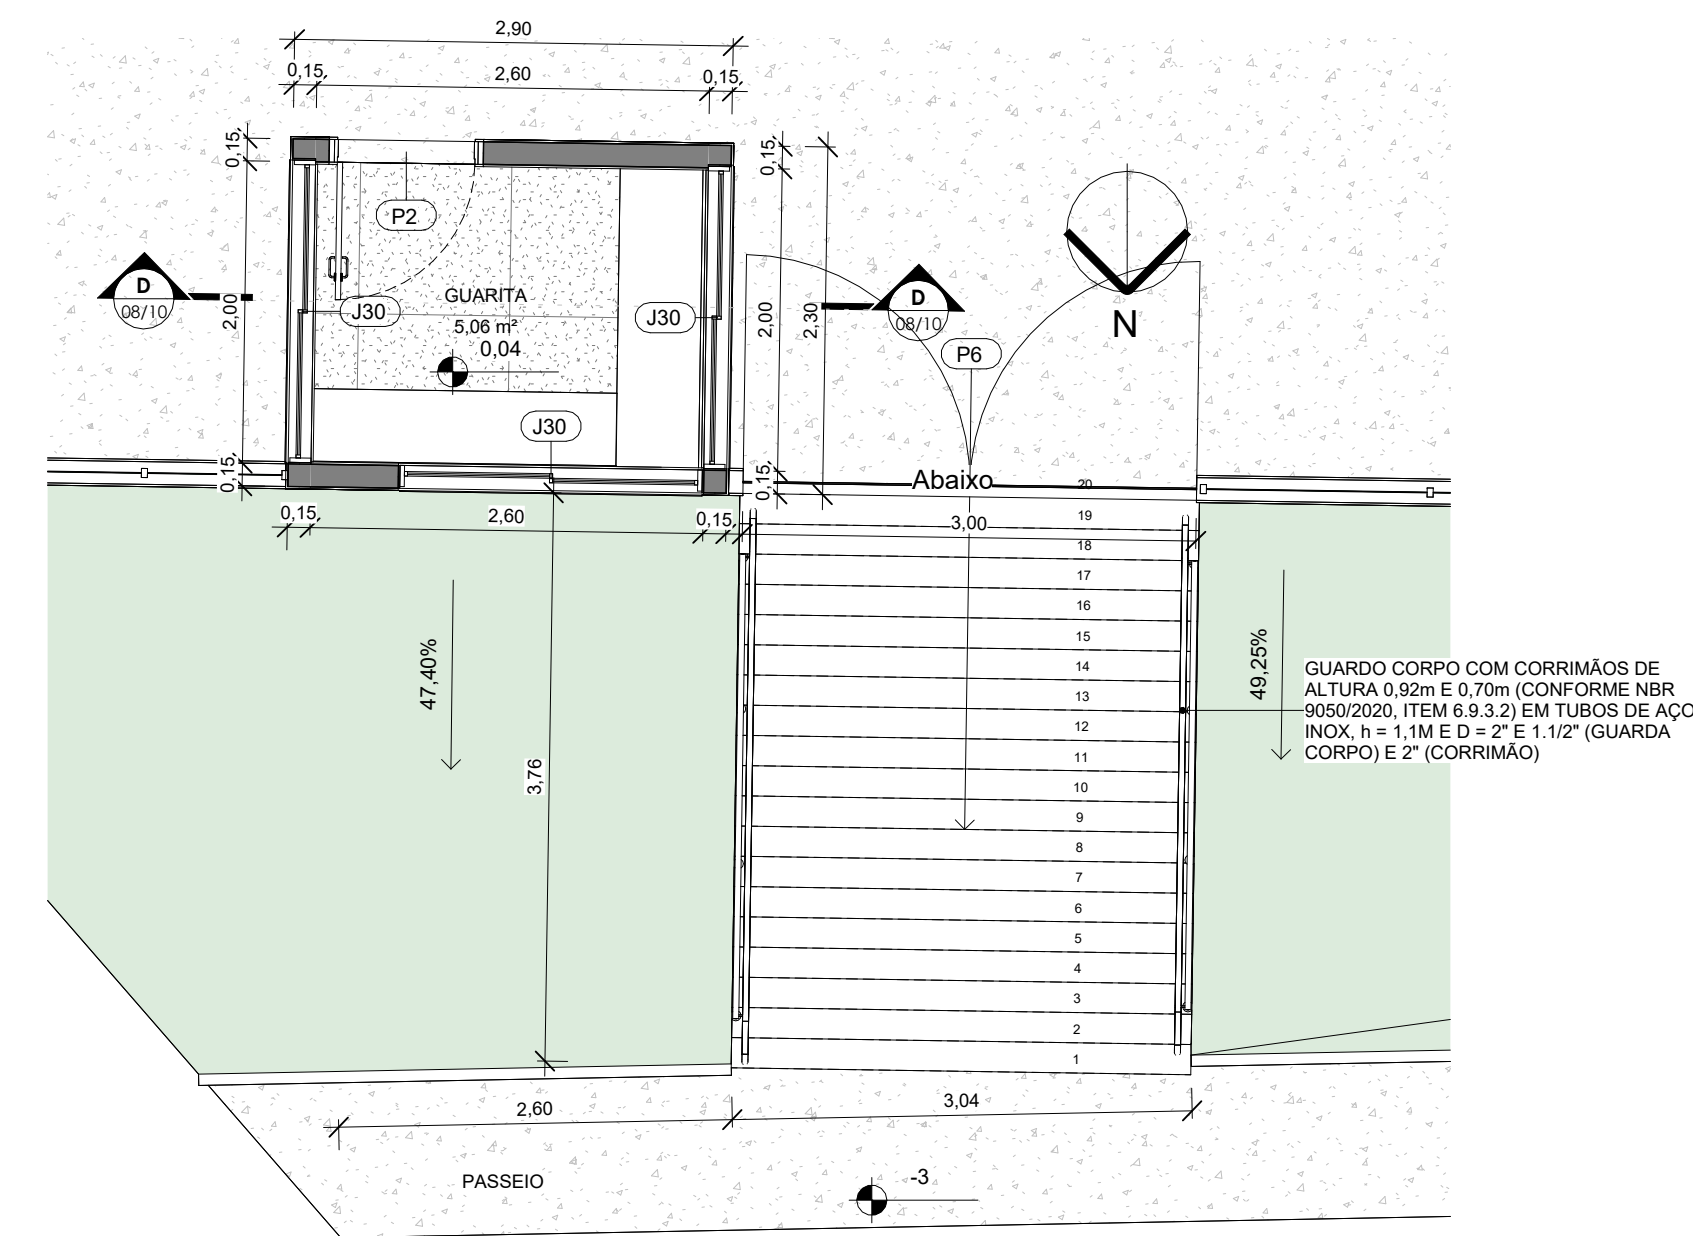 2,90
0,15
2,60
0,15
0,15
0,15
P2
D
08/10
2,00
GUARITA
5,06 m²
0,04
J30
J30
J30
2,00
2,30
D
08/10
P6
N
0,15
0,15
Abaixo
20
0,15
2,60
0,15
3,00
19
18
17
16
15
14
13
12
11
10
9
8
7
6
5
4
3
2
1
47,40%
3,76
49,25%
GUARDO CORPO COM CORRIMÃOS DE
ALTURA 0,92m E 0,70m (CONFORME NBR
9050/2020, ITEM 6.9.3.2) EM TUBOS DE AÇO
INOX, h = 1,1M E D = 2" E 1.1/2" (GUARDA
CORPO) E 2" (CORRIMÃO)
2,60
3,04
PASSEIO
-3